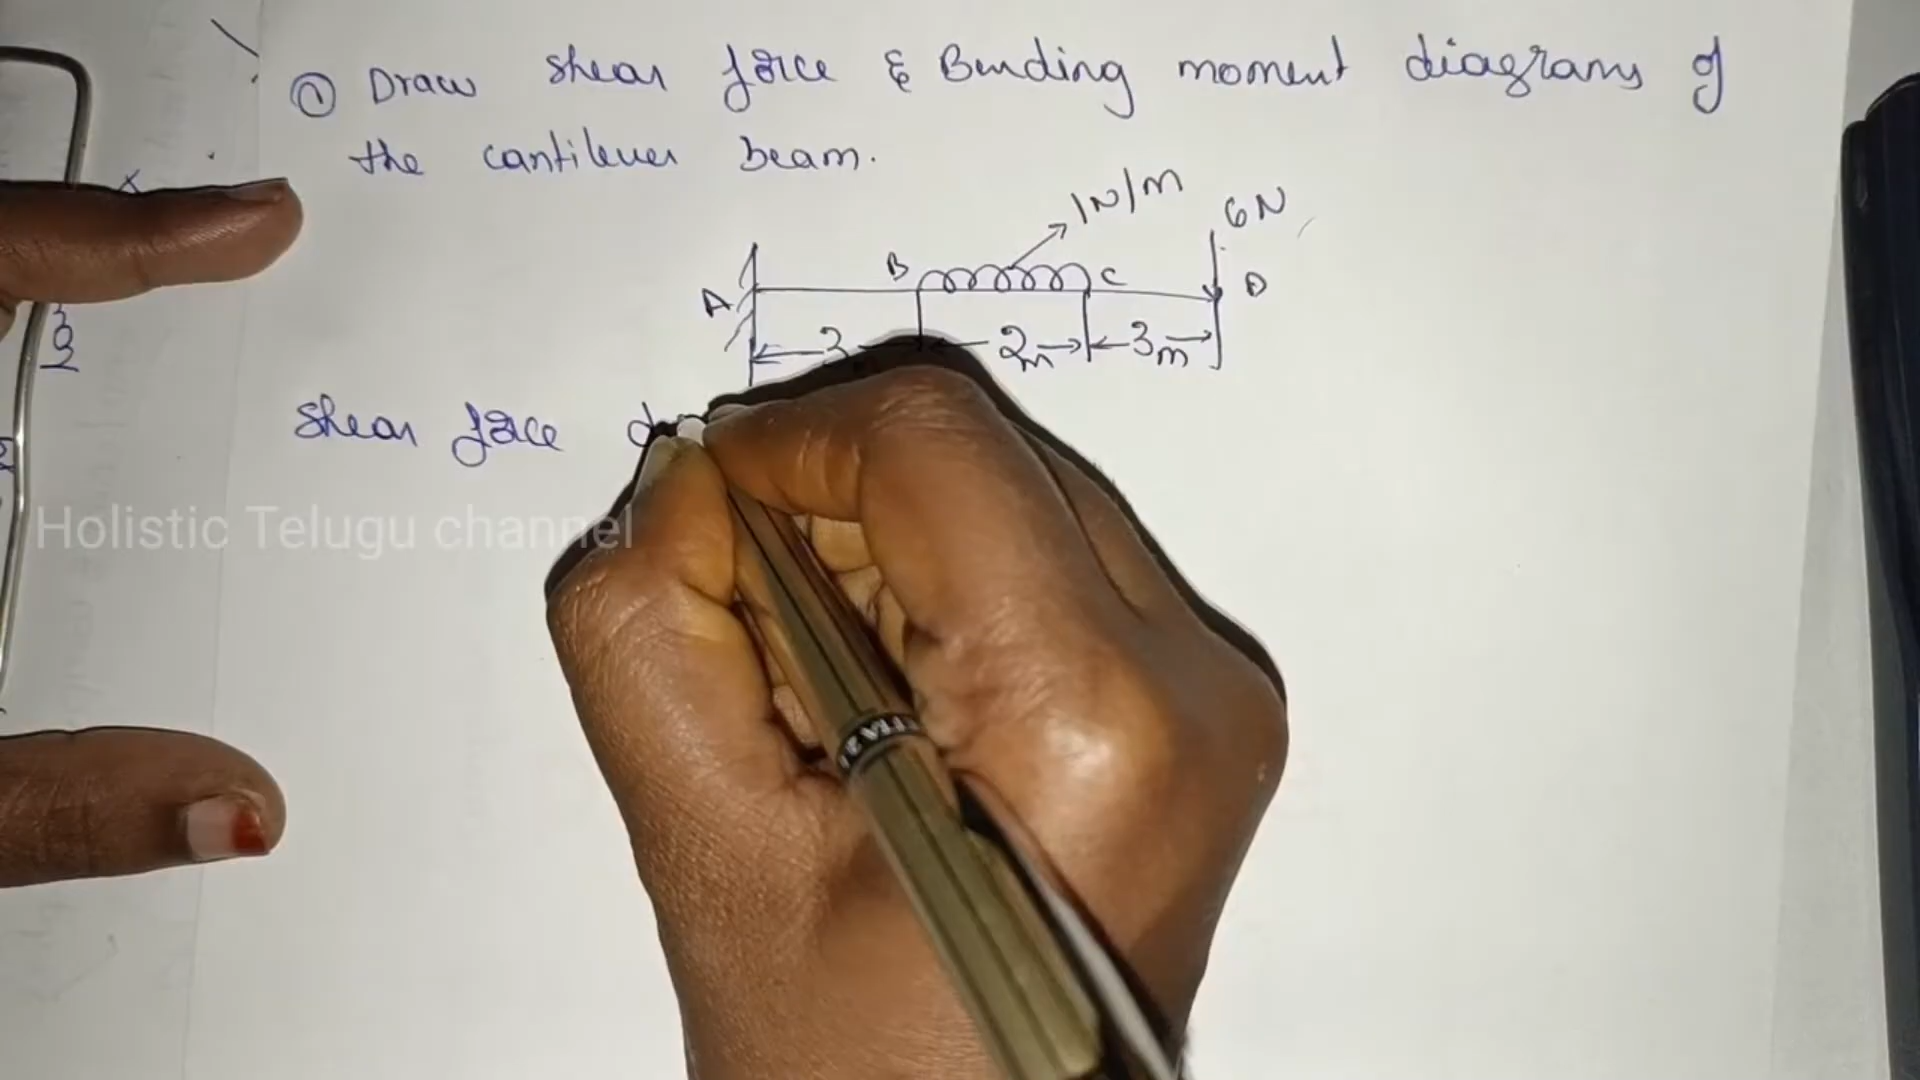 ① Draw shear force & Bending moment diagrams of
the cantilever beam.
1N/m
6N
A
B
C
D
3
2m
3m
shear force
Holistic Telugu channel